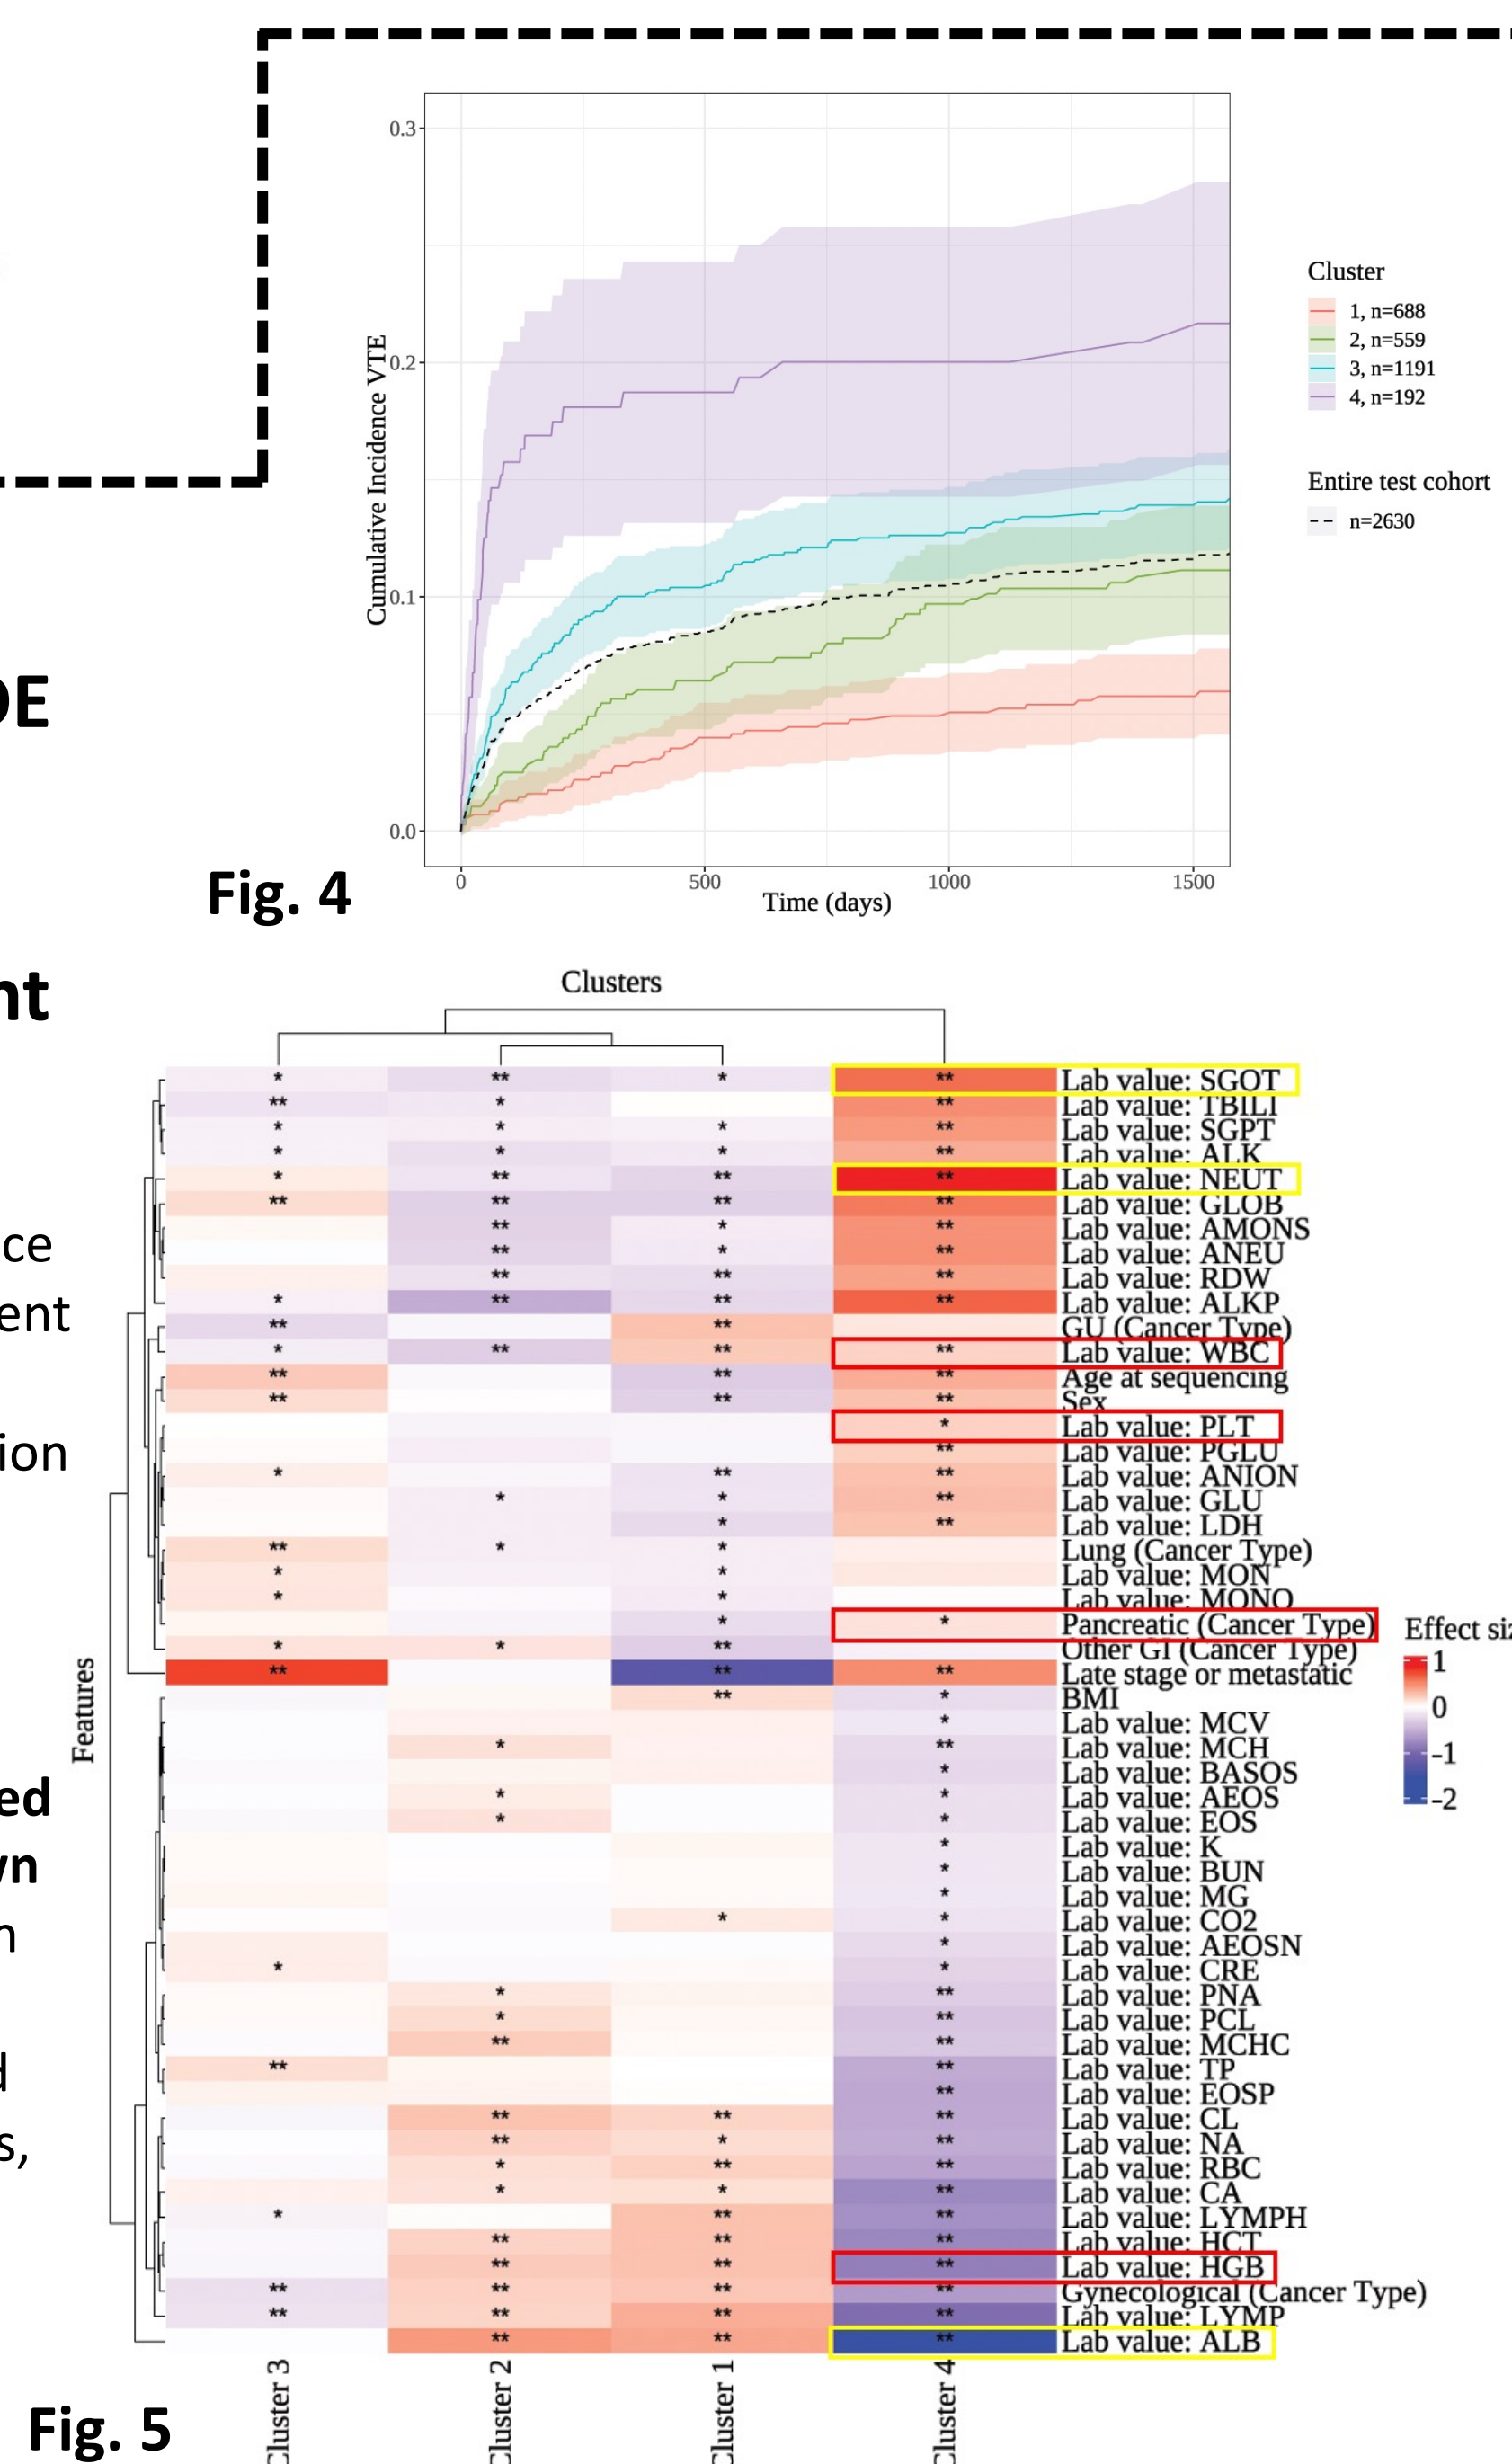 0.3
0.2
0.1
0.0
Cumulative Incidence VTE
0
500
1000
1500
Time (days)
Cluster
1, n=688
2, n=559
3, n=1191
4, n=192
Entire test cohort
n=2630
DE
Fig. 4
nt
ce
ent
ion
ed
wn
n
d
s,
Clusters
* ** * ** Lab value: SGOT
** * ** Lab value: TBILI
* * * ** Lab value: SGPT
* * * ** Lab value: ALK
* ** ** ** Lab value: NEUT
** ** ** ** Lab value: GLOB
** * ** Lab value: AMONS
** * ** Lab value: ANEU
** ** ** Lab value: RDW
* ** ** ** Lab value: ALKP
** ** GU (Cancer Type)
* ** ** ** Lab value: WBC
** ** ** Age at sequencing
** ** ** Sex
* Lab value: PLT
** Lab value: PGLU
* ** ** Lab value: ANION
* * ** Lab value: GLU
* ** Lab value: LDH
** * * Lung (Cancer Type)
* * Lab value: MON
* * Lab value: MONO
* * Pancreatic (Cancer Type)
* * ** Other GI (Cancer Type)
** ** ** Late stage or metastatic
** * BMI
* Lab value: MCV
* ** Lab value: MCH
* Lab value: BASOS
* * Lab value: AEOS
* * Lab value: EOS
* Lab value: K
* Lab value: BUN
* Lab value: MG
* * Lab value: CO2
* Lab value: AEOSN
* * Lab value: CRE
* ** Lab value: PNA
* ** Lab value: PCL
** ** Lab value: MCHC
** ** Lab value: TP
** Lab value: EOSP
** ** ** Lab value: CL
** * ** Lab value: NA
* ** ** Lab value: RBC
* * ** Lab value: CA
* ** ** Lab value: LYMPH
** ** ** Lab value: HCT
** ** ** Lab value: HGB
** ** ** ** Gynecological (Cancer Type)
** ** ** ** Lab value: LYMP
** ** ** Lab value: ALB
Features
Effect siz
1
0
-1
-2
Cluster 3
Cluster 2
Cluster 1
Cluster 4
Fig. 5